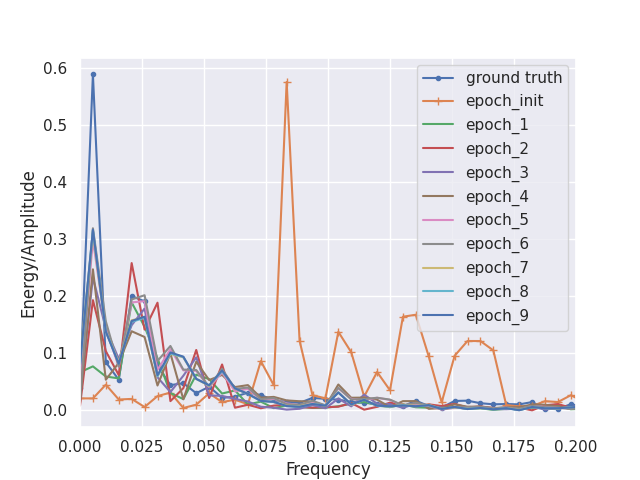 0.6
0.5
0.4
0.3
0.2
0.1
0.0
Energy/Amplitude
0.000 0.025 0.050 0.075 0.100 0.125 0.150 0.175 0.200
Frequency
ground truth
epoch_init
epoch_1
epoch_2
epoch_3
epoch_4
epoch_5
epoch_6
epoch_7
epoch_8
epoch_9